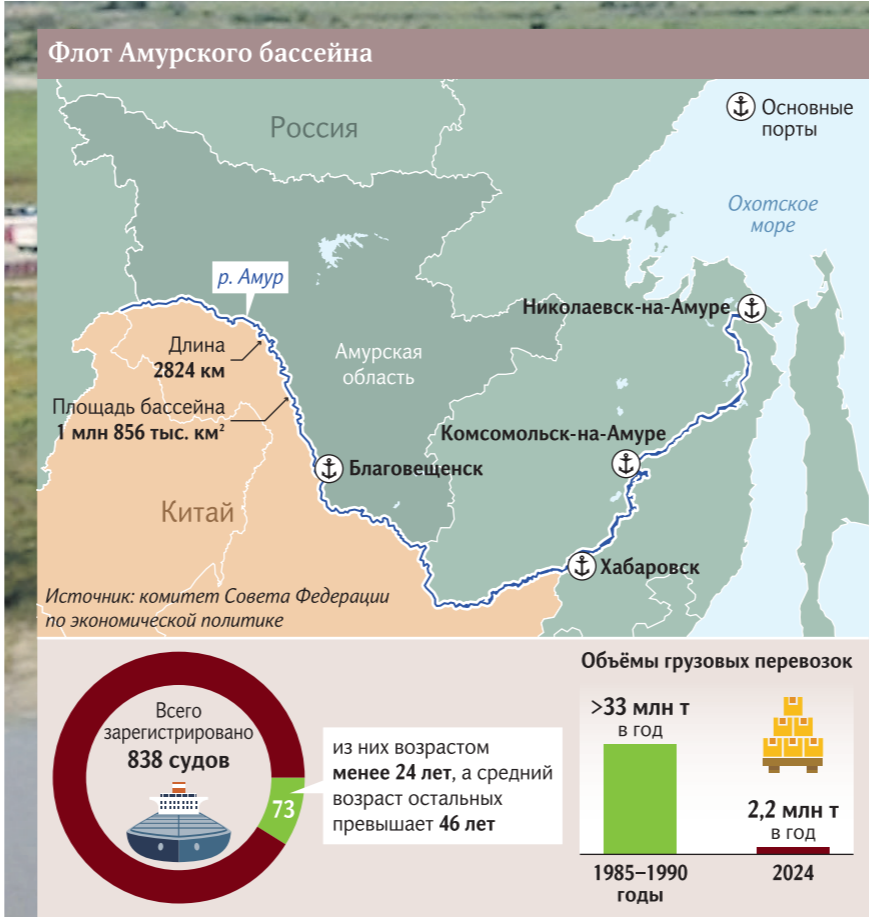 Флот Амурского бассейна
Россия
Основные
порты
Охотское
море
р. Амур
Николаевск-на-Амуре
Длина
2824 км
Амурская
область
Площадь бассейна
1 млн 856 тыс. км²
Комсомольск-на-Амуре
Благовещенск
Китай
Хабаровск
Источник: комитет Совета Федерации
по экономической политике
Всего
зарегистрировано
838 судов
73
из них возрастом
менее 24 лет, а средний
возраст остальных
превышает 46 лет
Объёмы грузовых перевозок
>33 млн т
в год
2,2 млн т
в год
1985–1990
годы
2024